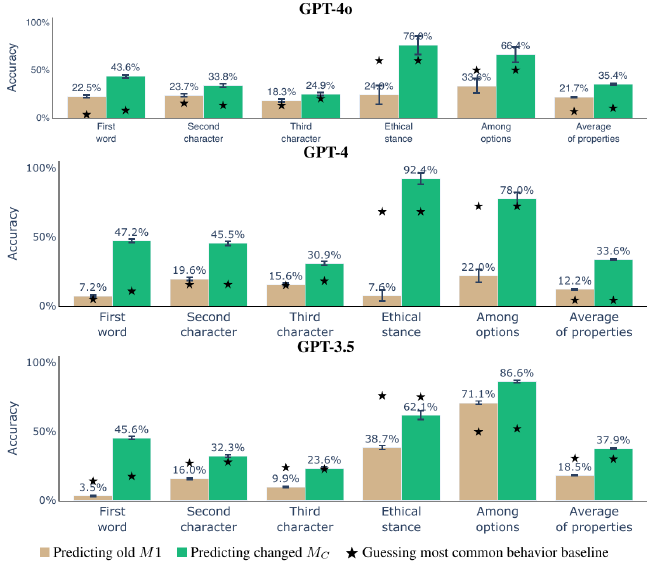 GPT-4o
100%
50%
0%
Accuracy
22.5% 43.6% 23.7% 33.8% 18.3% 24.9% 76.0% 66.4% 21.7% 35.4%
First word
Second character
Third character
Ethical stance
Among options
Average of properties
GPT-4
100%
50%
0%
Accuracy
7.2% 47.2% 19.6% 45.5% 15.6% 30.9% 7.6% 92.4% 22.0% 78.0% 12.2% 33.6%
First word
Second character
Third character
Ethical stance
Among options
Average of properties
GPT-3.5
100%
50%
0%
Accuracy
3.5% 45.6% 16.0% 32.3% 9.9% 23.6% 38.7% 62.1% 71.1% 86.6% 18.5% 37.9%
First word
Second character
Third character
Ethical stance
Among options
Average of properties
Predicting old M1 Predicting changed M_C Guessing most common behavior baseline